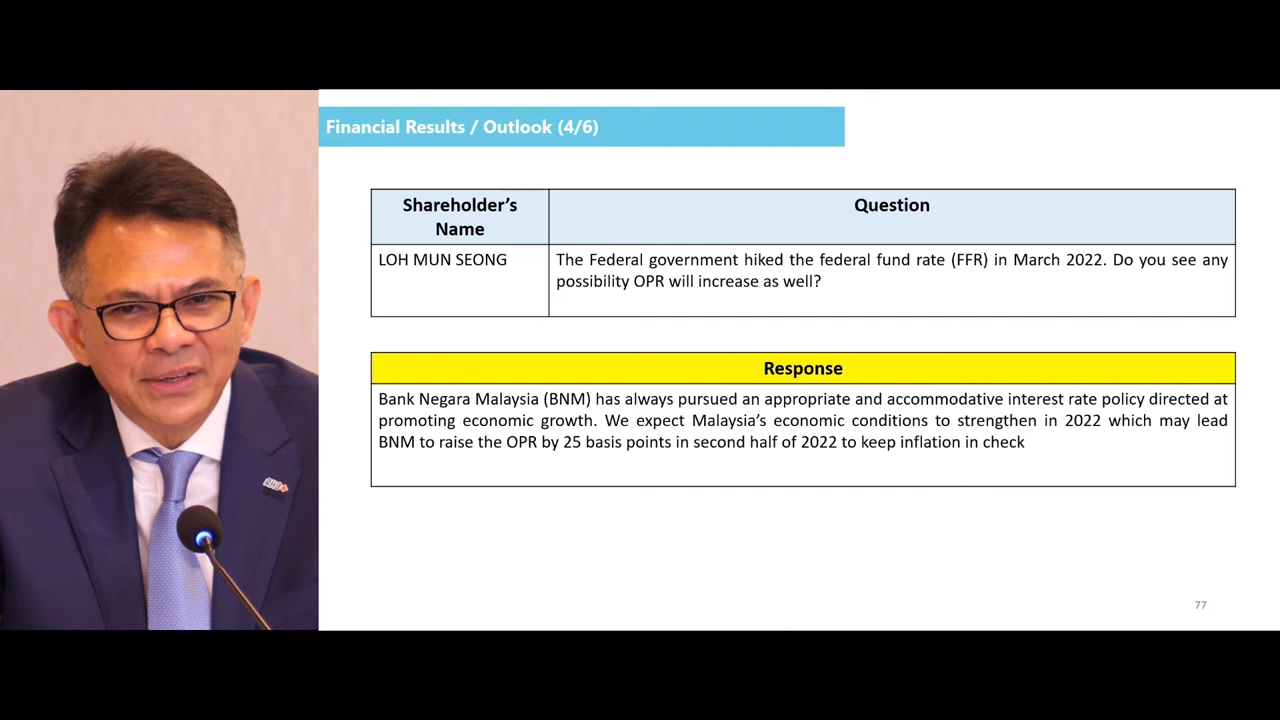 Financial Results / Outlook (4/6)
Shareholder's
Name
Question
LOH MUN SEONG
The Federal government hiked the federal fund rate (FFR) in March 2022. Do you see any
possibility OPR will increase as well?
Response
Bank Negara Malaysia (BNM) has always pursued an appropriate and accommodative interest rate policy directed at
promoting economic growth. We expect Malaysia's economic conditions to strengthen in 2022 which may lead
BNM to raise the OPR by 25 basis points in second half of 2022 to keep inflation in check
77